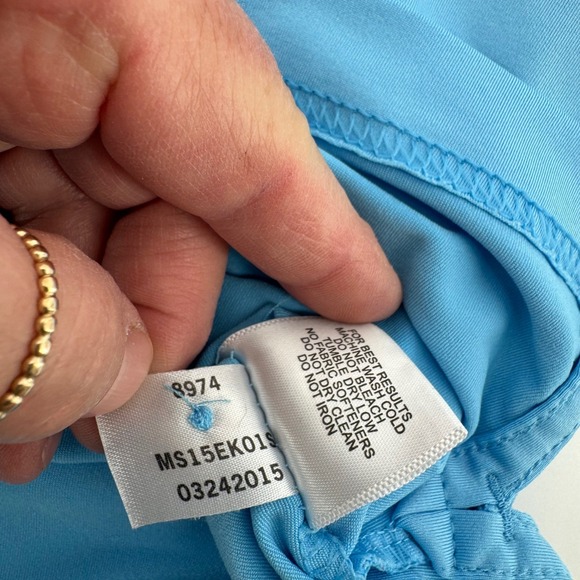 8974
MS15EK01S
03242015
FOR BEST RESULTS
MACHINE WASH COLD
DO NOT BLEACH
TUMBLE DRY LOW
NO FABRIC SOFTENERS
DO NOT DRY CLEAN
DO NOT IRON